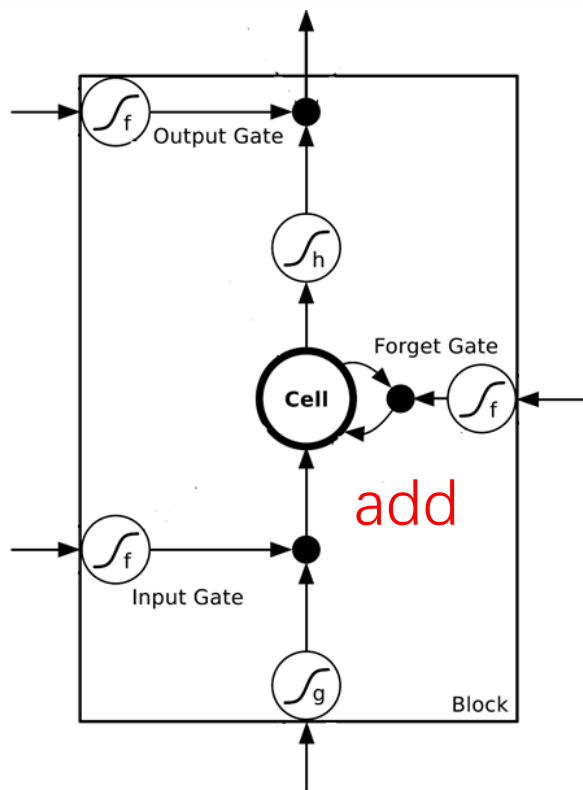 f
Output Gate
h
Forget Gate
Cell
f
add
f
Input Gate
g
Block